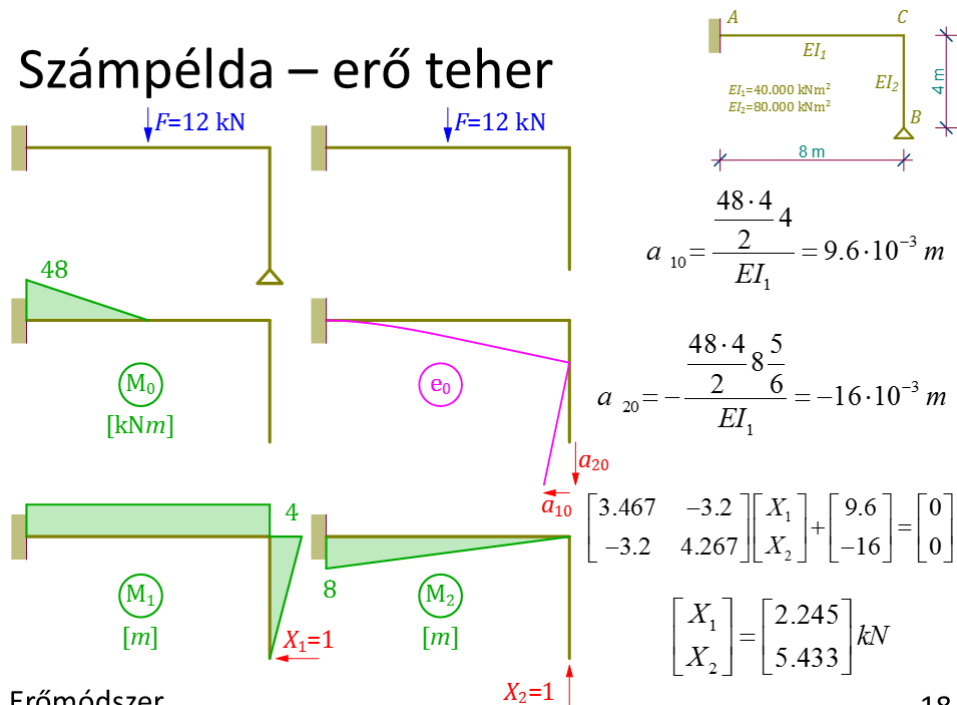 Számpélda – erő teher
A
C
EI₁
EI₂
EI₁=40.000 kNm²
EI₂=80.000 kNm²
B
4 m
8 m
F=12 kN
F=12 kN
a ₁₀ = (48·4/2 4)/EI₁ = 9.6·10⁻³ m
48
M₀
[kNm]
e₀
a₂₀
a₁₀
a ₂₀ = −(48·4/2 8 5/6)/EI₁ = −16·10⁻³ m
4
M₁
[m]
X₁=1
8
M₂
[m]
X₂=1
[3.467 −3.2; −3.2 4.267][X₁; X₂]+[9.6; −16]=[0; 0]
[X₁; X₂]=[2.245; 5.433]kN
Erőmódszer
18